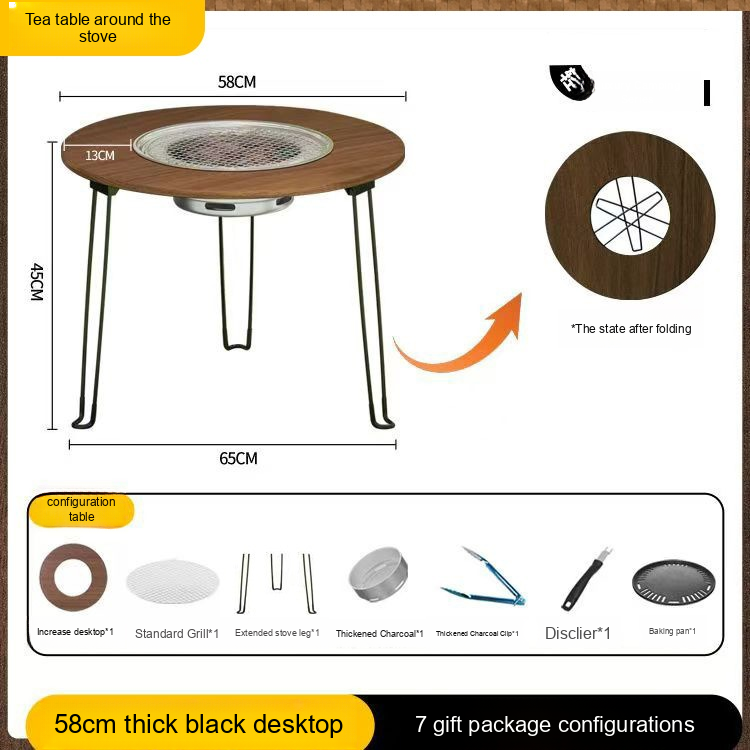 Tea table around the
stove
58CM
13CM
45CM
*The state after folding
65CM
configuration
table
Increase desktop*1
Standard Grill*1
Extended stove leg*1
Thickened Charcoal*1
Thickened Charcoal Clip*1
Disclier*1
Baking pan*1
58cm thick black desktop
7 gift package configurations